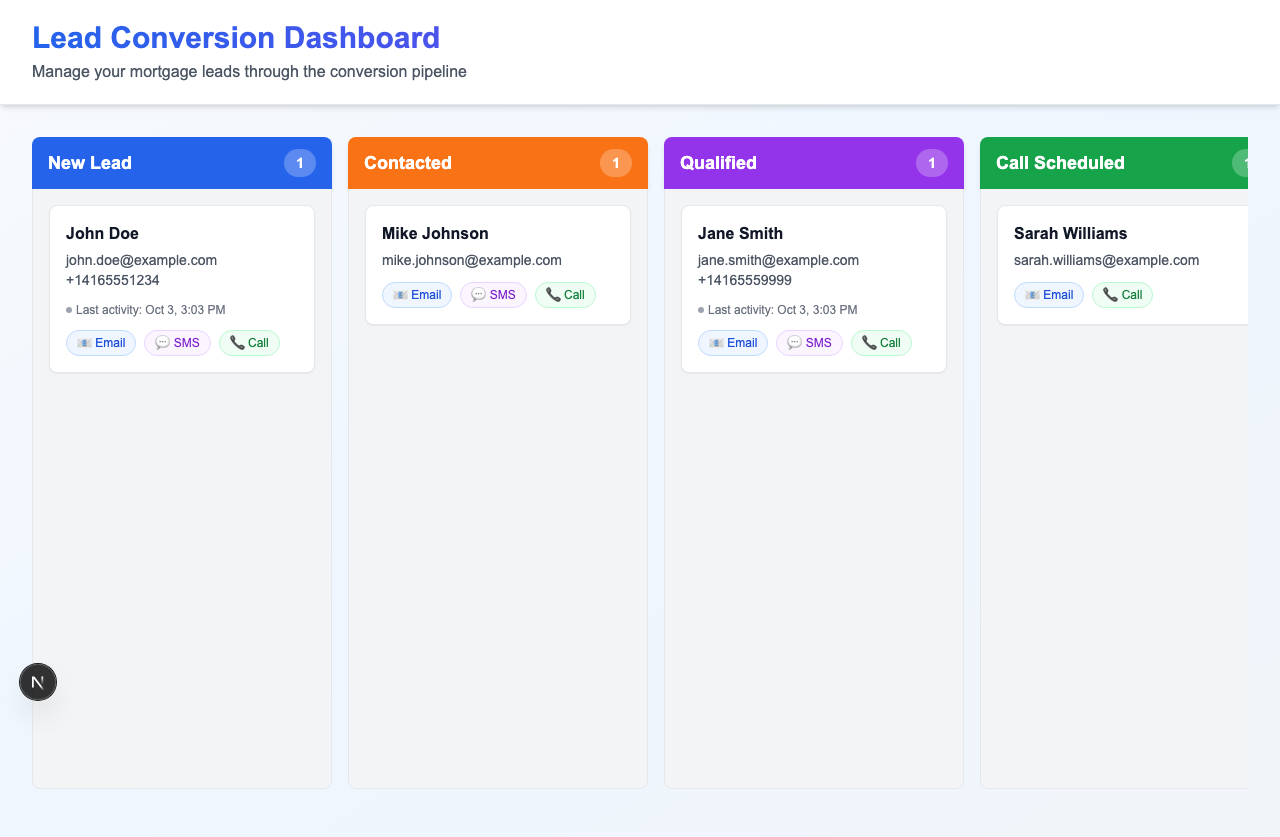 Lead Conversion Dashboard
Manage your mortgage leads through the conversion pipeline
New Lead 1
John Doe
john.doe@example.com
+14165551234
Last activity: Oct 3, 3:03 PM
Email SMS Call
Contacted 1
Mike Johnson
mike.johnson@example.com
Email SMS Call
Qualified 1
Jane Smith
jane.smith@example.com
+14165559999
Last activity: Oct 3, 3:03 PM
Email SMS Call
Call Scheduled
Sarah Williams
sarah.williams@example.com
Email Call
N